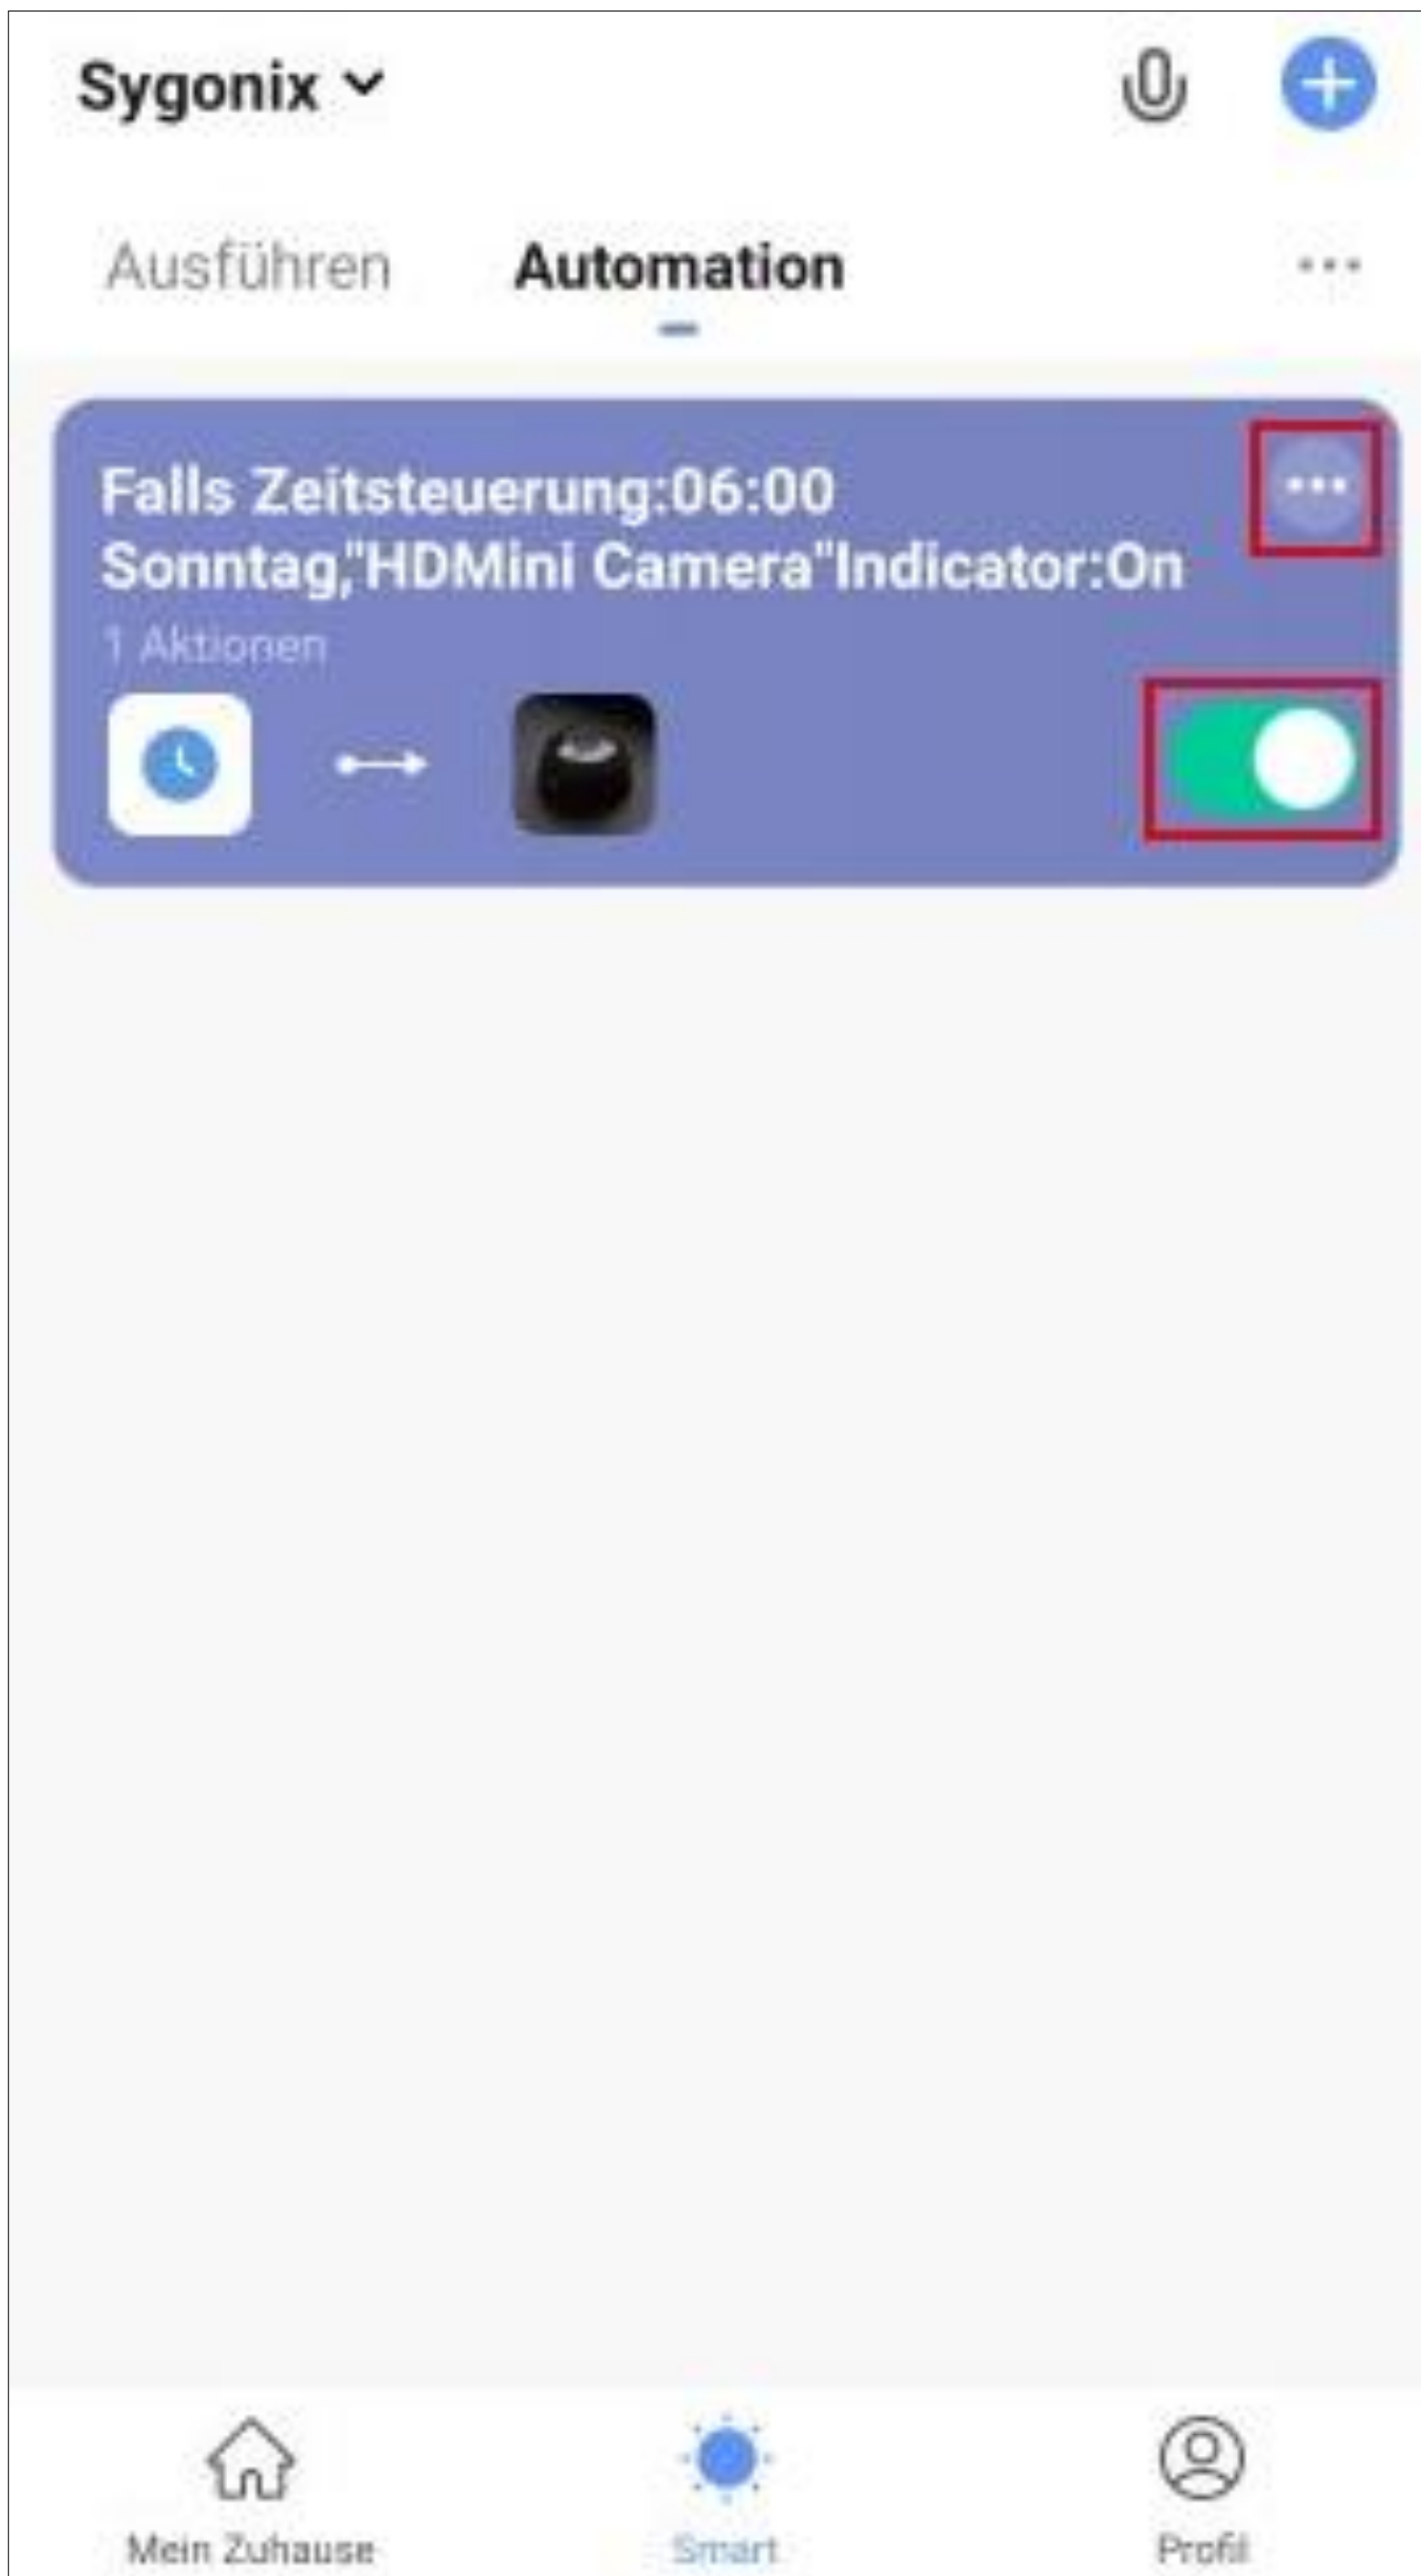 Sygonix
Ausführen Automation ...
Falls Zeitsteuerung:06:00
Sonntag,"HDMini Camera"Indicator:On
1 Aktionen
Mein Zuhause Smart Profil